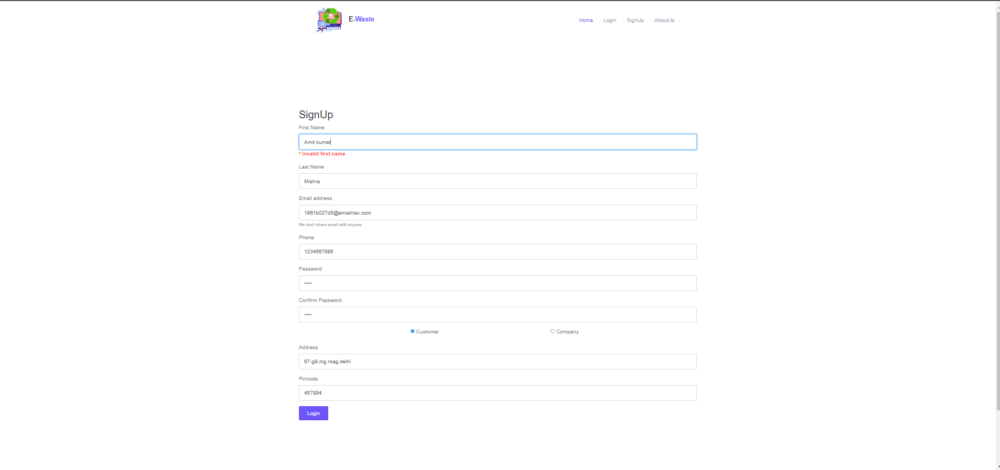 E-Waste
Home Login SignUp AboutUs
SignUp
First Name
Amit kumar
* Invalid first name
Last Name
Mishra
Email address
1961b027d5@emailnax.com
We don't share email with anyone
Phone
1234567895
Password
••••
Confirm Password
••••
Customer Company
Address
67-g9,mg roag,delhi
Pincode
457894
Login